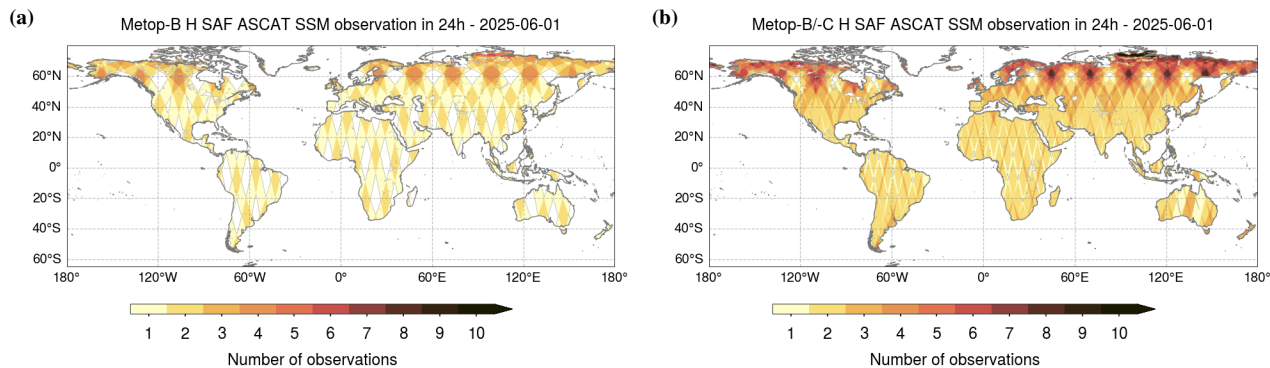 (a)
Metop-B H SAF ASCAT SSM observation in 24h - 2025-06-01
60°N
40°N
20°N
0°
20°S
40°S
60°S
180° 120°W 60°W 0° 60°E 120°E 180°
1 2 3 4 5 6 7 8 9 10
Number of observations
(b)
Metop-B/-C H SAF ASCAT SSM observation in 24h - 2025-06-01
60°N
40°N
20°N
0°
20°S
40°S
60°S
180° 120°W 60°W 0° 60°E 120°E 180°
1 2 3 4 5 6 7 8 9 10
Number of observations